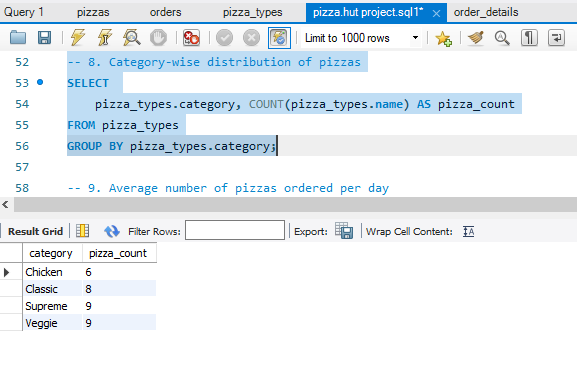 Query 1 pizzas orders pizza_types pizza.hut project.sql1* order_details
Limit to 1000 rows
52 -- 8. Category-wise distribution of pizzas
53 SELECT
54 pizza_types.category, COUNT(pizza_types.name) AS pizza_count
55 FROM pizza_types
56 GROUP BY pizza_types.category;
57
58 -- 9. Average number of pizzas ordered per day
Result Grid Filter Rows: Export: Wrap Cell Content:
category pizza_count
Chicken 6
Classic 8
Supreme 9
Veggie 9